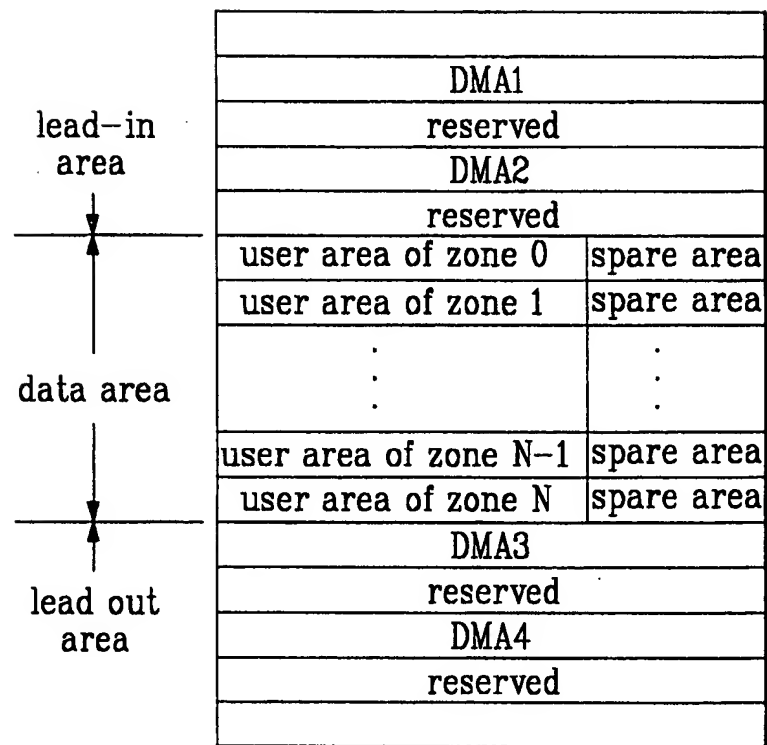 DMA1
reserved
DMA2
reserved
lead-in
area
user area of zone 0 spare area
user area of zone 1 spare area
data area
user area of zone N-1 spare area
user area of zone N spare area
DMA3
reserved
DMA4
reserved
lead out
area